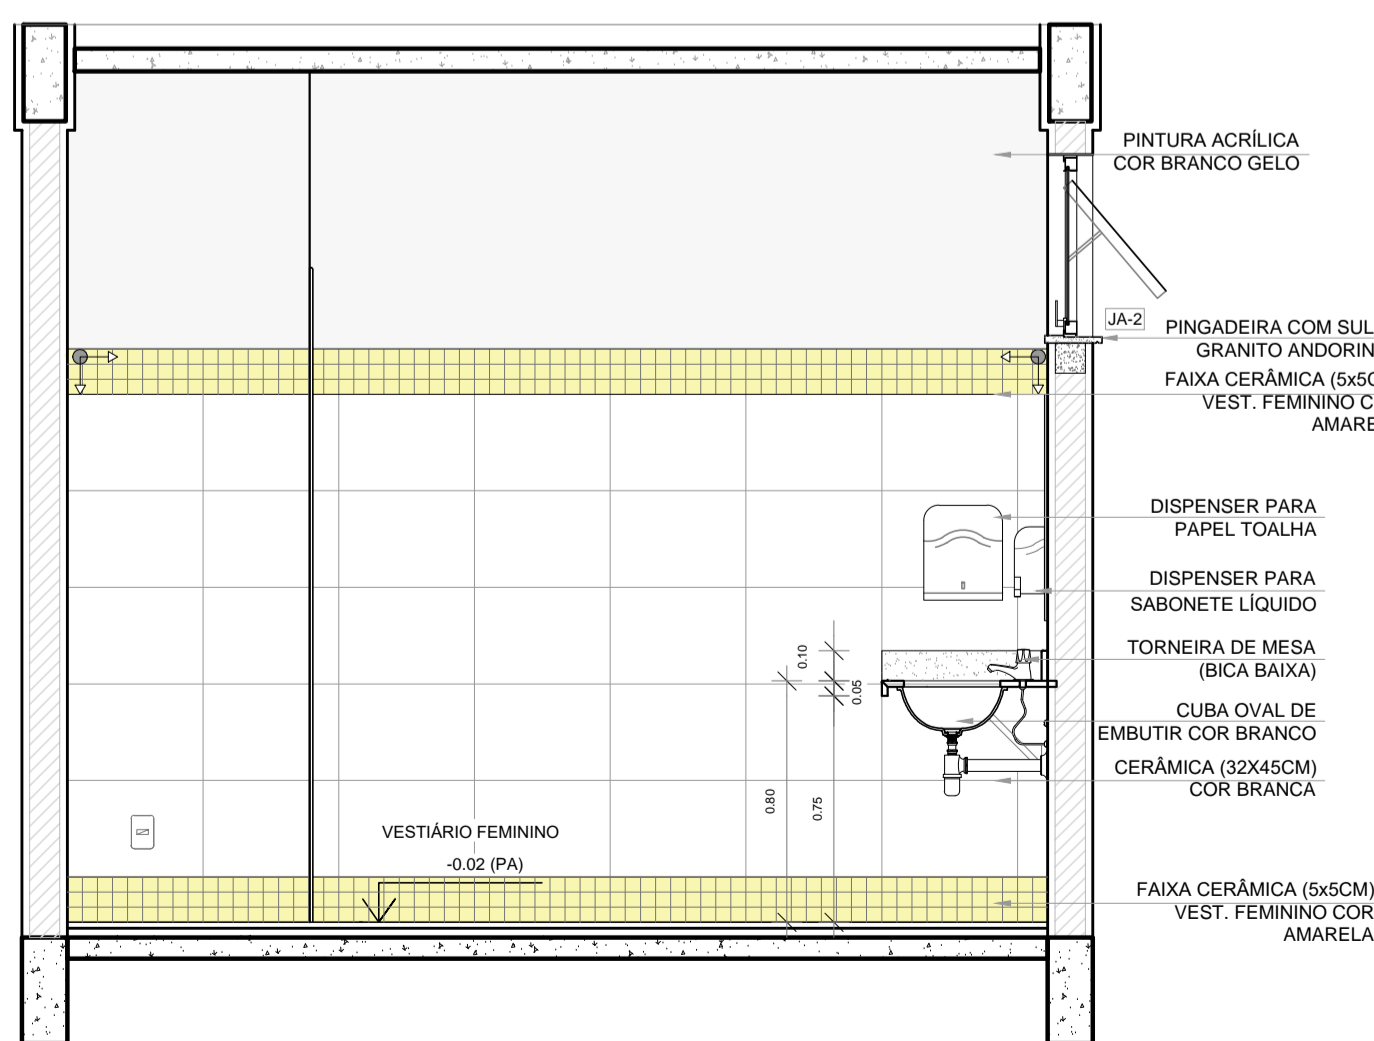 PINTURA ACRÍLICA
COR BRANCO GELO
JA-2
PINGADEIRA COM SUL
GRANITO ANDORIN
FAIXA CERÂMICA (5x5C
VEST. FEMININO C
AMARE
DISPENSER PARA
PAPEL TOALHA
DISPENSER PARA
SABONETE LÍQUIDO
TORNEIRA DE MESA
(BICA BAIXA)
CUBA OVAL DE
EMBUTIR COR BRANCO
CERÂMICA (32X45CM)
COR BRANCA
0.10
0.05
0.80
0.75
VESTIÁRIO FEMININO
-0.02 (PA)
FAIXA CERÂMICA (5x5CM)
VEST. FEMININO COR
AMARELA